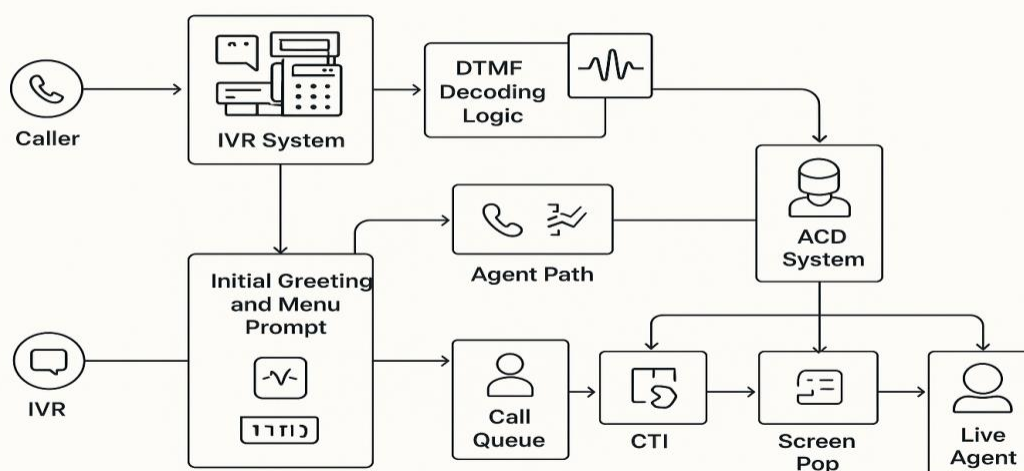 Caller
IVR System
DTMF
Decoding
Logic
ACD
System
Agent Path
Initial Greeting
and Menu
Prompt
IVR
Call
Queue
CTI
Screen
Pop
Live
Agent